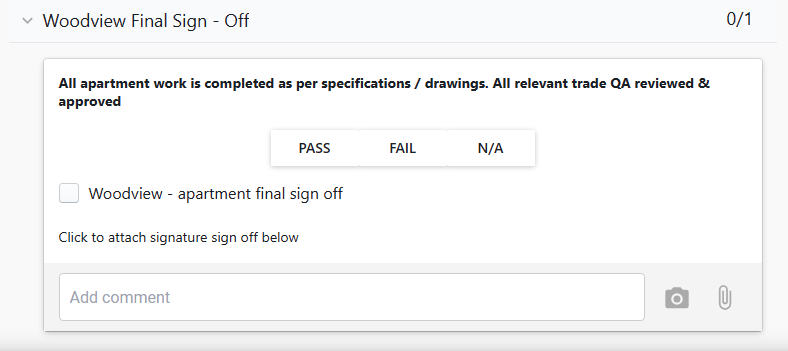 Woodview Final Sign - Off
0/1
All apartment work is completed as per specifications / drawings. All relevant trade QA reviewed &
approved
PASS
FAIL
N/A
Woodview - apartment final sign off
Click to attach signature sign off below
Add comment